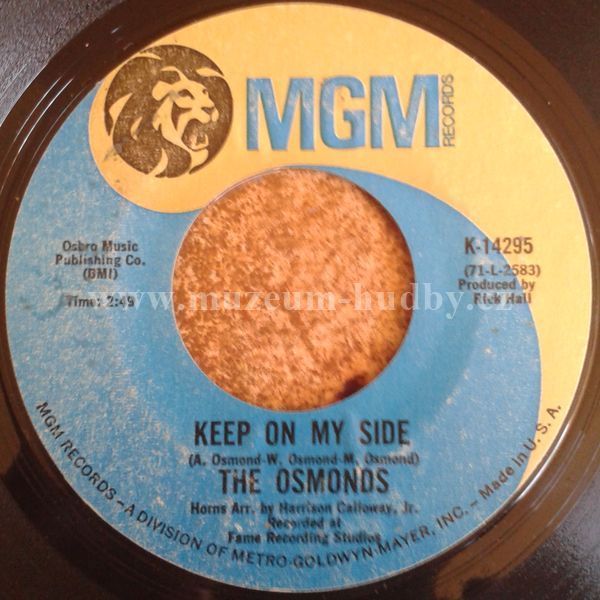 MGM
RECORDS
Osbro Music
Publishing Co.
(BMI)
Time: 2:49
K-14295
(71-L-2583)
Produced by
Rick Hall
www.muzeum-hudby.cz
KEEP ON MY SIDE
(A. Osmond-W. Osmond-M. Osmond)
THE OSMONDS
Horns Arr. by Harrison Calloway, Jr.
Recorded at
Fame Recording Studios
MGM RECORDS – A DIVISION OF METRO-GOLDWYN-MAYER, INC. – Made in U. S. A.